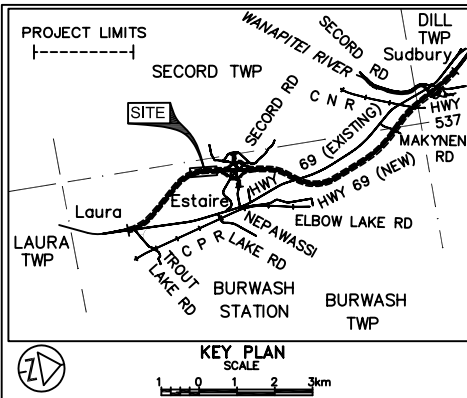 PROJECT LIMITS
DILL
TWP
Sudbury
WANAPITEI RIVER
SECORD RD
SECORD TWP
C N R
HWY
537
SECORD RD
SITE
MAKYNEN
RD
HWY 69 (EXISTING)
HWY 69 (NEW)
Estaire
Laura
ELBOW LAKE RD
NEPAWASSI
LAKE RD
C P R
LAURA
TWP
TROUT
LAKE RD
BURWASH
STATION
BURWASH
TWP
KEY PLAN
SCALE
1 0 1 2 3km
N